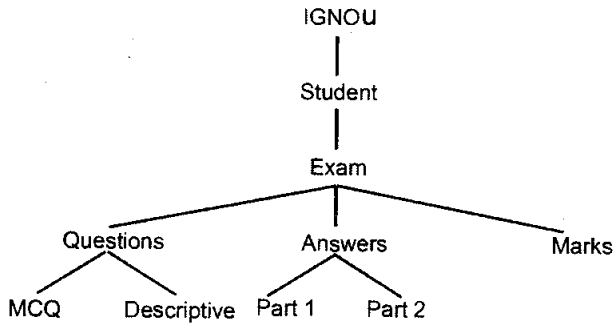 IGNOU
Student
Exam
Questions Answers Marks
MCQ Descriptive Part 1 Part 2